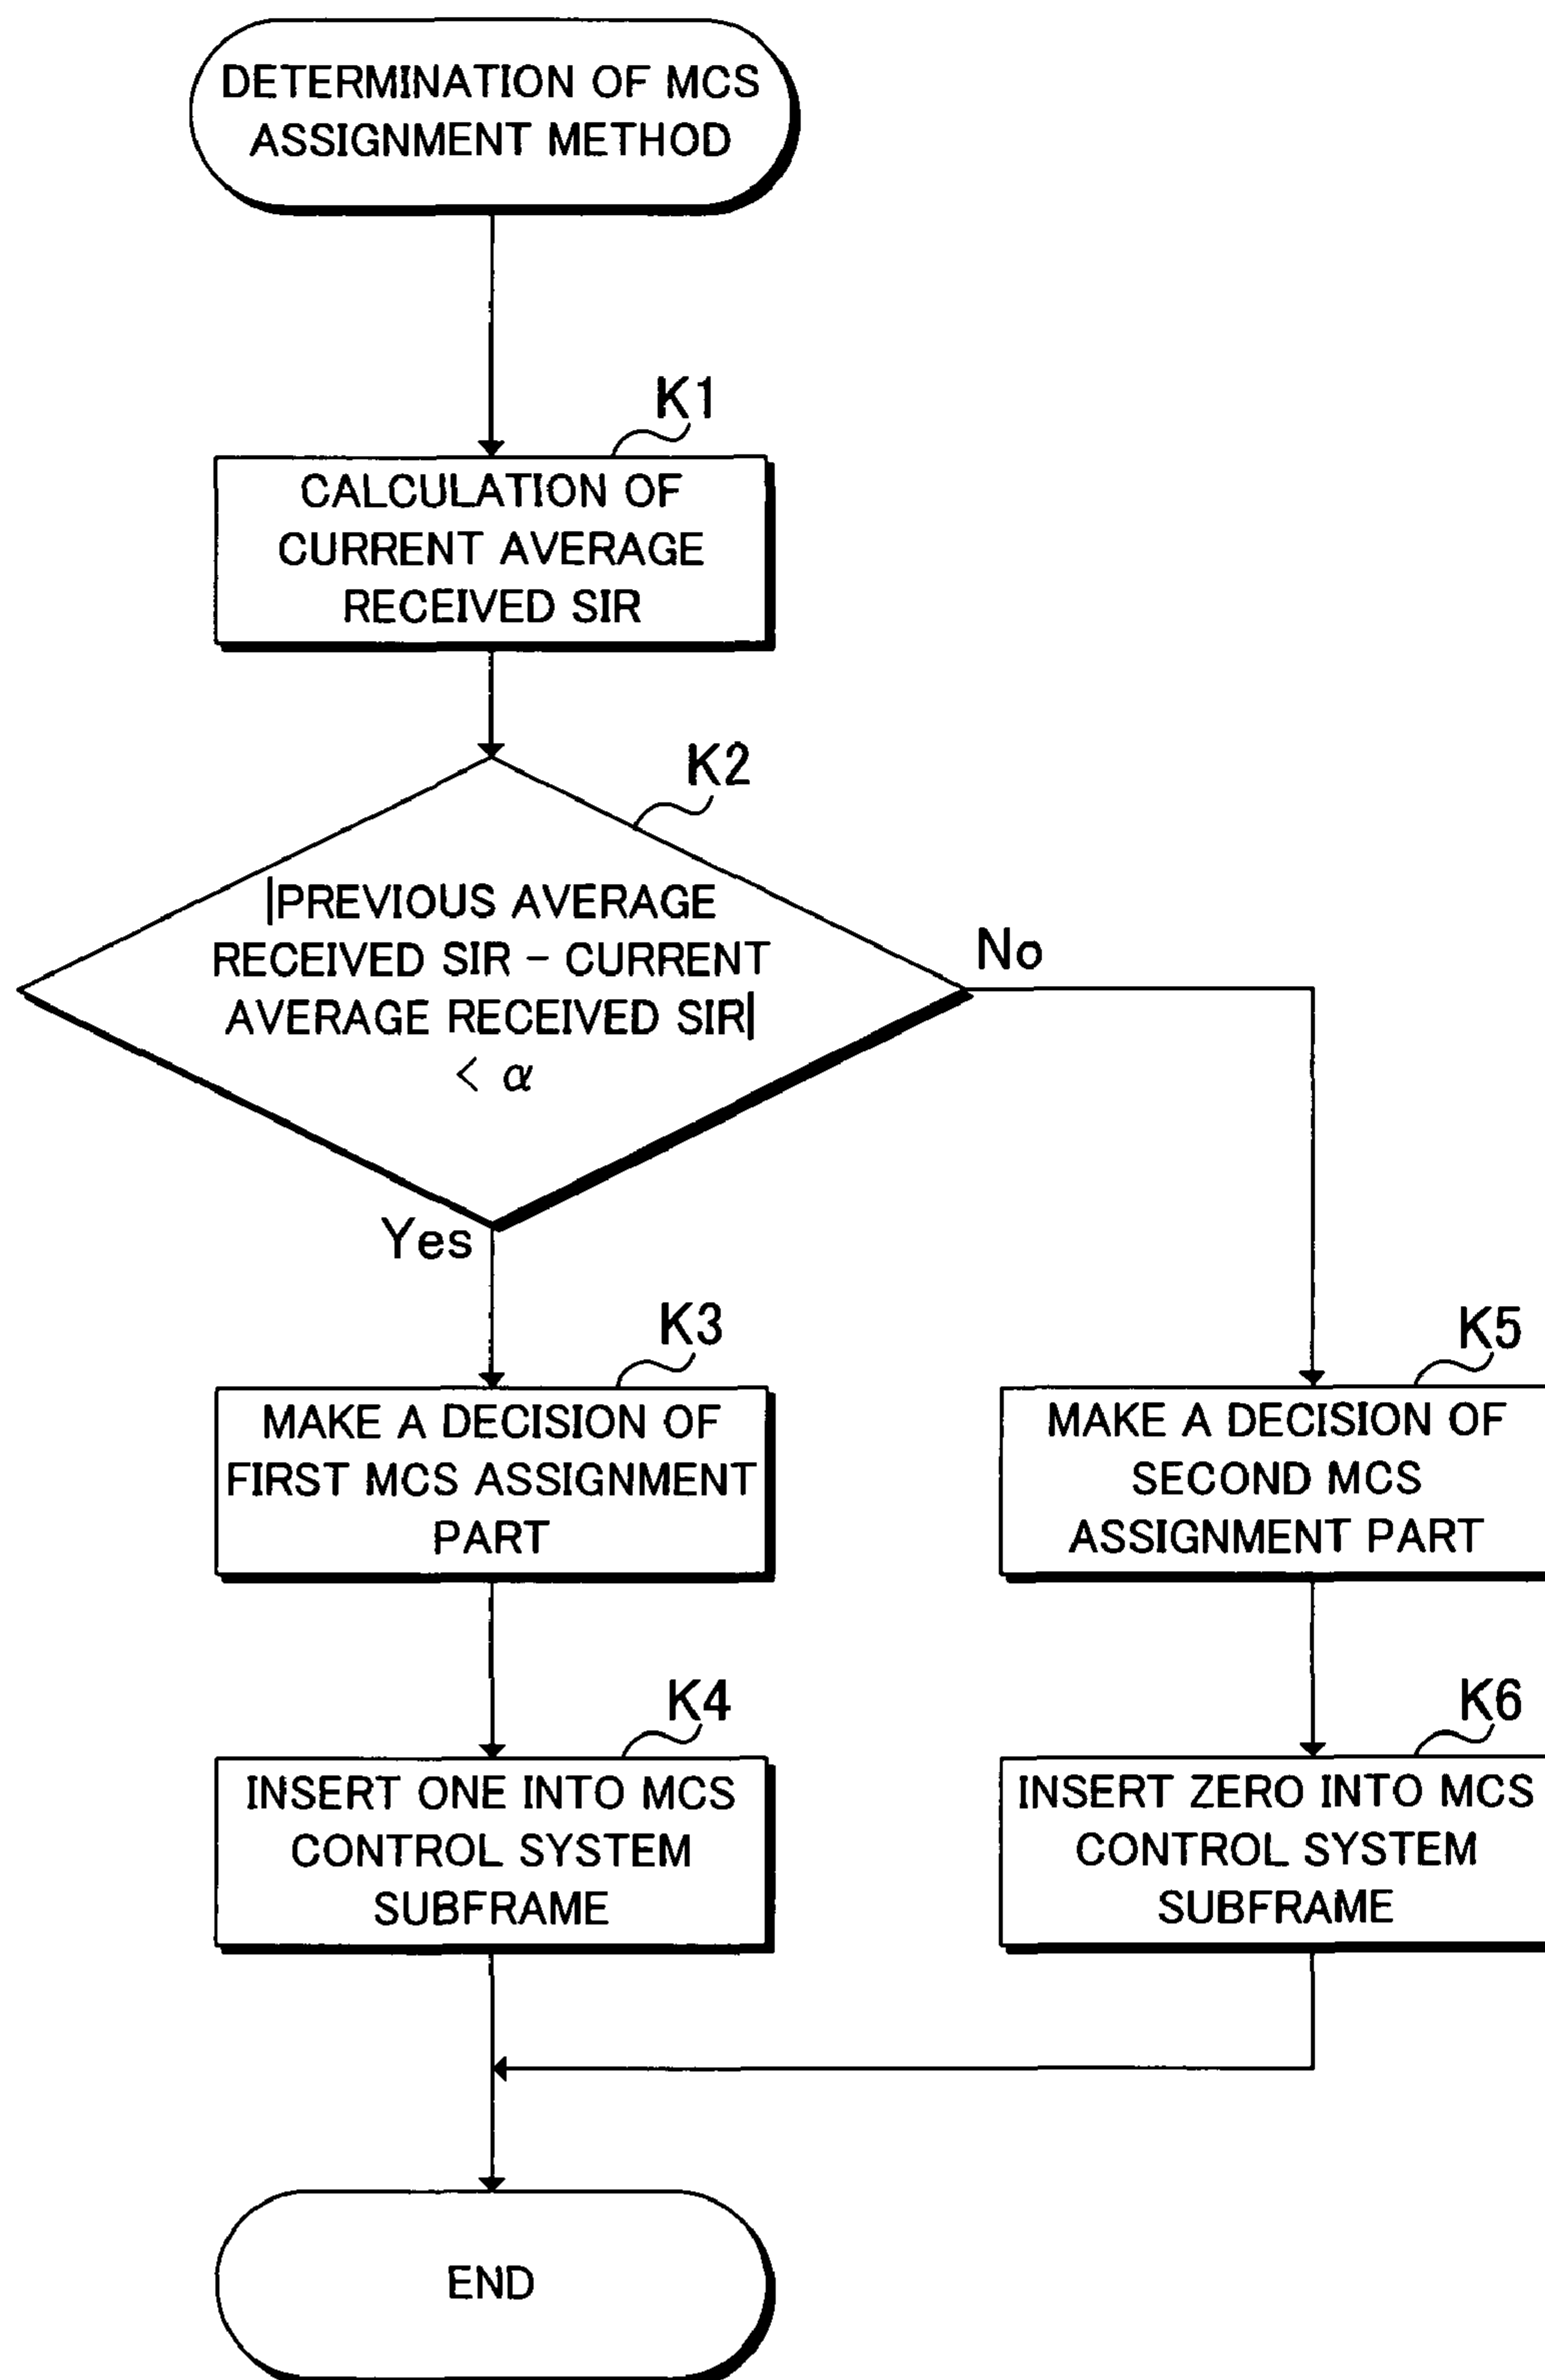 DETERMINATION OF MCS
ASSIGNMENT METHOD
K1
CALCULATION OF
CURRENT AVERAGE
RECEIVED SIR
K2
|PREVIOUS AVERAGE
RECEIVED SIR – CURRENT
AVERAGE RECEIVED SIR|
< α
No
Yes
K3
MAKE A DECISION OF
FIRST MCS ASSIGNMENT
PART
K4
INSERT ONE INTO MCS
CONTROL SYSTEM
SUBFRAME
K5
MAKE A DECISION OF
SECOND MCS
ASSIGNMENT PART
K6
INSERT ZERO INTO MCS
CONTROL SYSTEM
SUBFRAME
END